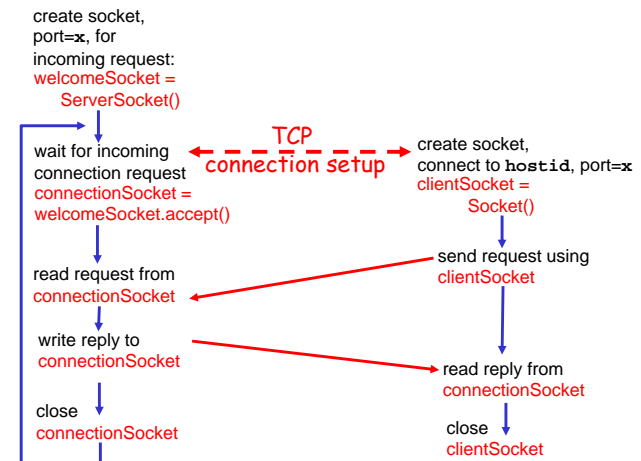 create socket,
port=x, for
incoming request:
welcomeSocket =
ServerSocket()
TCP
connection setup
wait for incoming
connection request
connectionSocket =
welcomeSocket.accept()
create socket,
connect to hostid, port=x
clientSocket =
Socket()
read request from
connectionSocket
send request using
clientSocket
write reply to
connectionSocket
read reply from
connectionSocket
close
connectionSocket
close
clientSocket